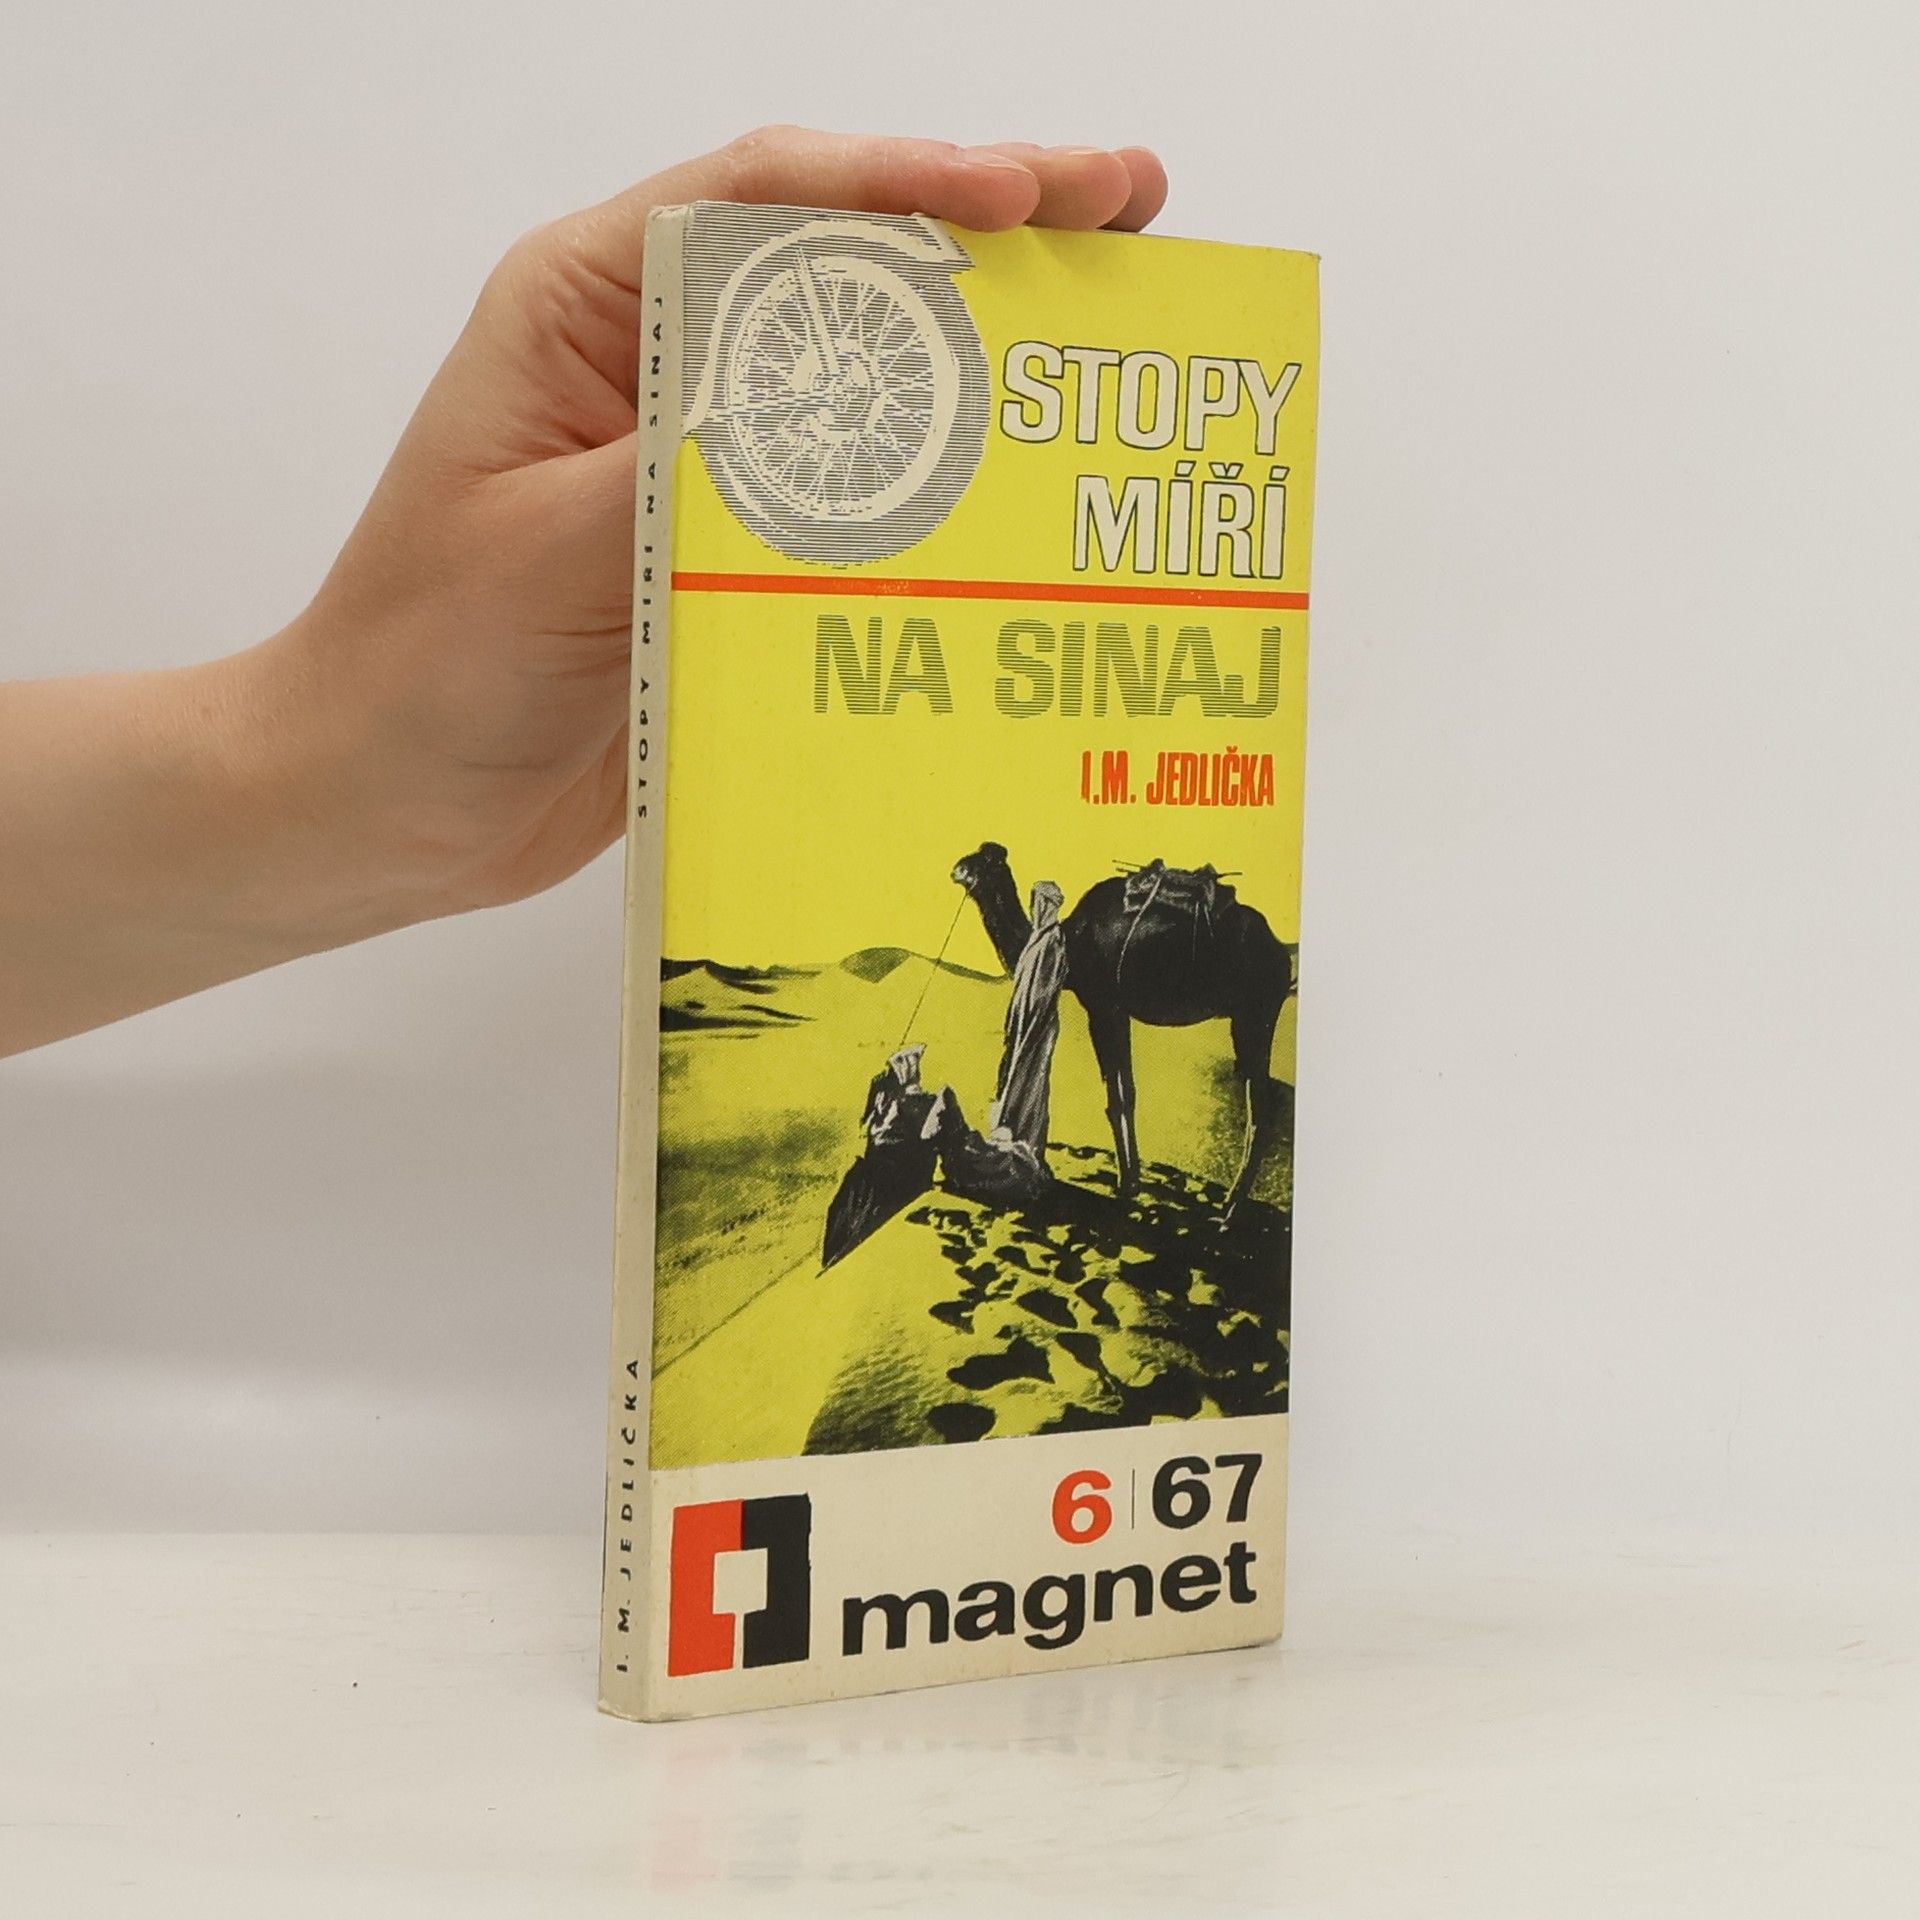 STOPY
MÍŘÍ
NA SINAJ
I.M. JEDLIČKA
6|67
magnet
I. M. JEDLIČKA STOPY MÍŘÍ NA SINAJ